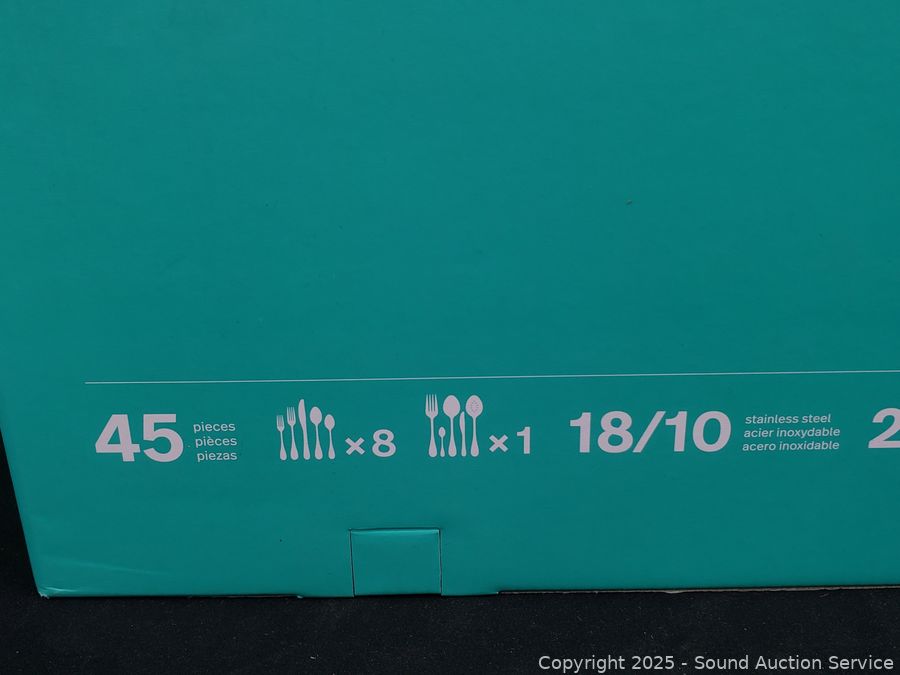 45 pieces
pièces
piezas
×8
×1
18/10 stainless steel
acier inoxydable
acero inoxidable
2
Copyright 2025 - Sound Auction Service